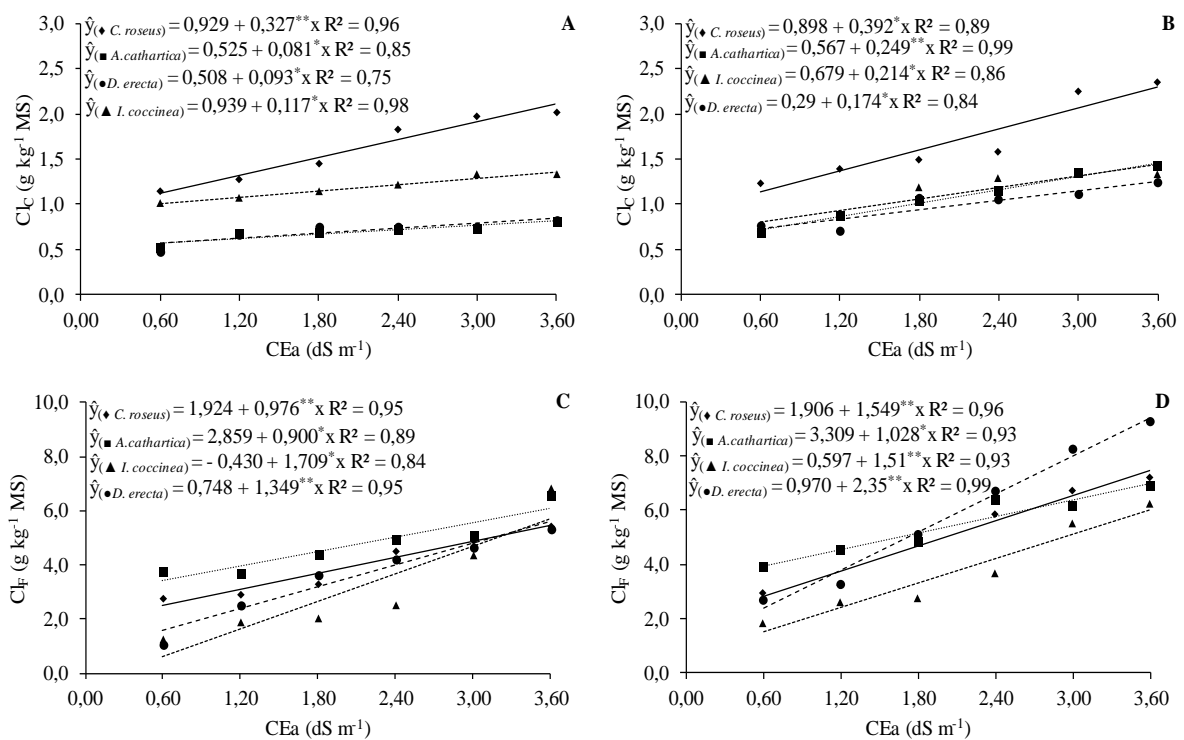 A
ŷ(♦ C. roseus) = 0,929 + 0,327**x R² = 0,96
ŷ(■ A.cathartica) = 0,525 + 0,081*x R² = 0,85
ŷ(● D. erecta) = 0,508 + 0,093*x R² = 0,75
ŷ(▲ I. coccinea) = 0,939 + 0,117*x R² = 0,98
Cl_C (g kg⁻¹ MS)
3,0
2,5
2,0
1,5
1,0
0,5
0,0
0,00 0,60 1,20 1,80 2,40 3,00 3,60
CEa (dS m⁻¹)
B
ŷ(♦ C. roseus) = 0,898 + 0,392*x R² = 0,89
ŷ(■ A.cathartica) = 0,567 + 0,249**x R² = 0,99
ŷ(▲ I. coccinea) = 0,679 + 0,214*x R² = 0,86
ŷ(● D. erecta) = 0,29 + 0,174*x R² = 0,84
Cl_C (g kg⁻¹ MS)
3,0
2,5
2,0
1,5
1,0
0,5
0,0
0,00 0,60 1,20 1,80 2,40 3,00 3,60
CEa (dS m⁻¹)
C
ŷ(♦ C. roseus) = 1,924 + 0,976**x R² = 0,95
ŷ(■ A.cathartica) = 2,859 + 0,900*x R² = 0,89
ŷ(▲ I. coccinea) = - 0,430 + 1,709*x R² = 0,84
ŷ(● D. erecta) = 0,748 + 1,349**x R² = 0,95
Cl_F (g kg⁻¹ MS)
10,0
8,0
6,0
4,0
2,0
0,0
0,00 0,60 1,20 1,80 2,40 3,00 3,60
CEa (dS m⁻¹)
D
ŷ(♦ C. roseus) = 1,906 + 1,549**x R² = 0,96
ŷ(■ A.cathartica) = 3,309 + 1,028*x R² = 0,93
ŷ(▲ I. coccinea) = 0,597 + 1,51**x R² = 0,93
ŷ(● D. erecta) = 0,970 + 2,35**x R² = 0,99
Cl_F (g kg⁻¹ MS)
10,0
8,0
6,0
4,0
2,0
0,0
0,00 0,60 1,20 1,80 2,40 3,00 3,60
CEa (dS m⁻¹)